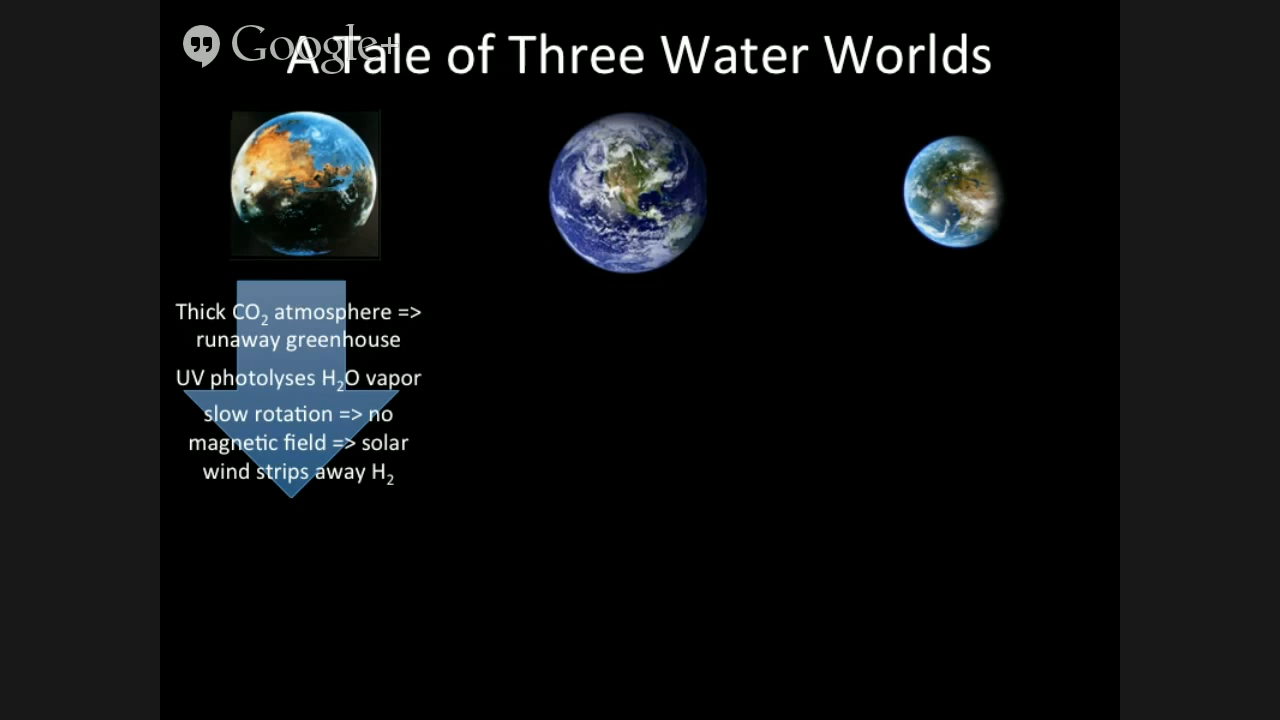 Google+
A Tale of Three Water Worlds
Thick CO₂ atmosphere =>
runaway greenhouse
UV photolyses H₂O vapor
slow rotation => no
magnetic field => solar
wind strips away H₂